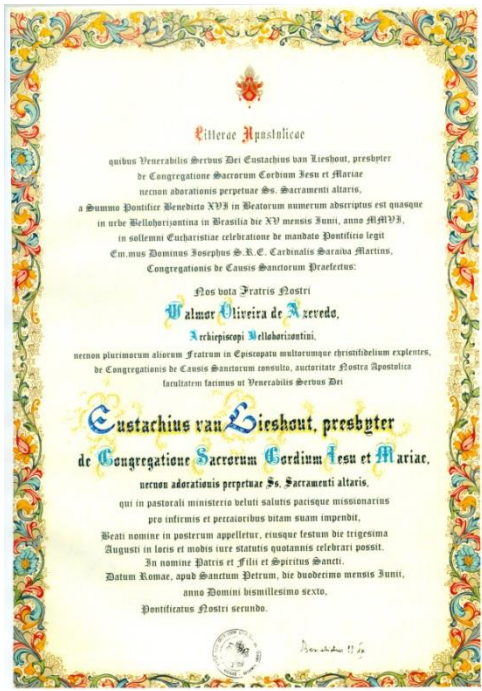 Litterae Apostolicae
quibus Venerabilis Servus Dei Eustachius van Lieshout, presbyter
de Congregatione Sacrorum Cordium Iesu et Mariae
necnon adorationis perpetuae Ss. Sacramenti altaris,
a Summo Pontifice Benedicto XVI in Beatorum numerum adscriptus est quasque
in urbe Bellohorizontina in Brasilia die XV mensis Iunii, anno MMVI,
in sollemni Eucharistiae celebratione de mandato Pontificio legit
Em.mus Dominus Iosephus S.R.E. Cardinalis Saraiva Martins,
Congregationis de Causis Sanctorum Praefectus:
Nos vota Fratris Nostri
Valmor Oliveira de Azevedo,
Archiepiscopi Bellohorizontini,
necnon plurimorum aliorum Fratrum in Episcopatu multorumque christifidelium explentes,
de Congregationis de Causis Sanctorum consulto, auctoritate Nostra Apostolica
facultatem facimus ut Venerabilis Servus Dei
Eustachius van Lieshout, presbyter
de Congregatione Sacrorum Cordium Iesu et Mariae,
necnon adorationis perpetuae Ss. Sacramenti altaris,
qui in pastorali ministerio veluti salutis pacisque missionarius
pro infirmis et peccatoribus vitam suam impendit,
Beati nomine in posterum appelletur, eiusque festum die trigesima
Augusti in locis et modis iure statutis quotannis celebrari possit.
In nomine Patris et Filii et Spiritus Sancti.
Datum Romae, apud Sanctum Petrum, die duodecimo mensis Iunii,
anno Domini bismillesimo sexto,
Pontificatus Nostri secundo.